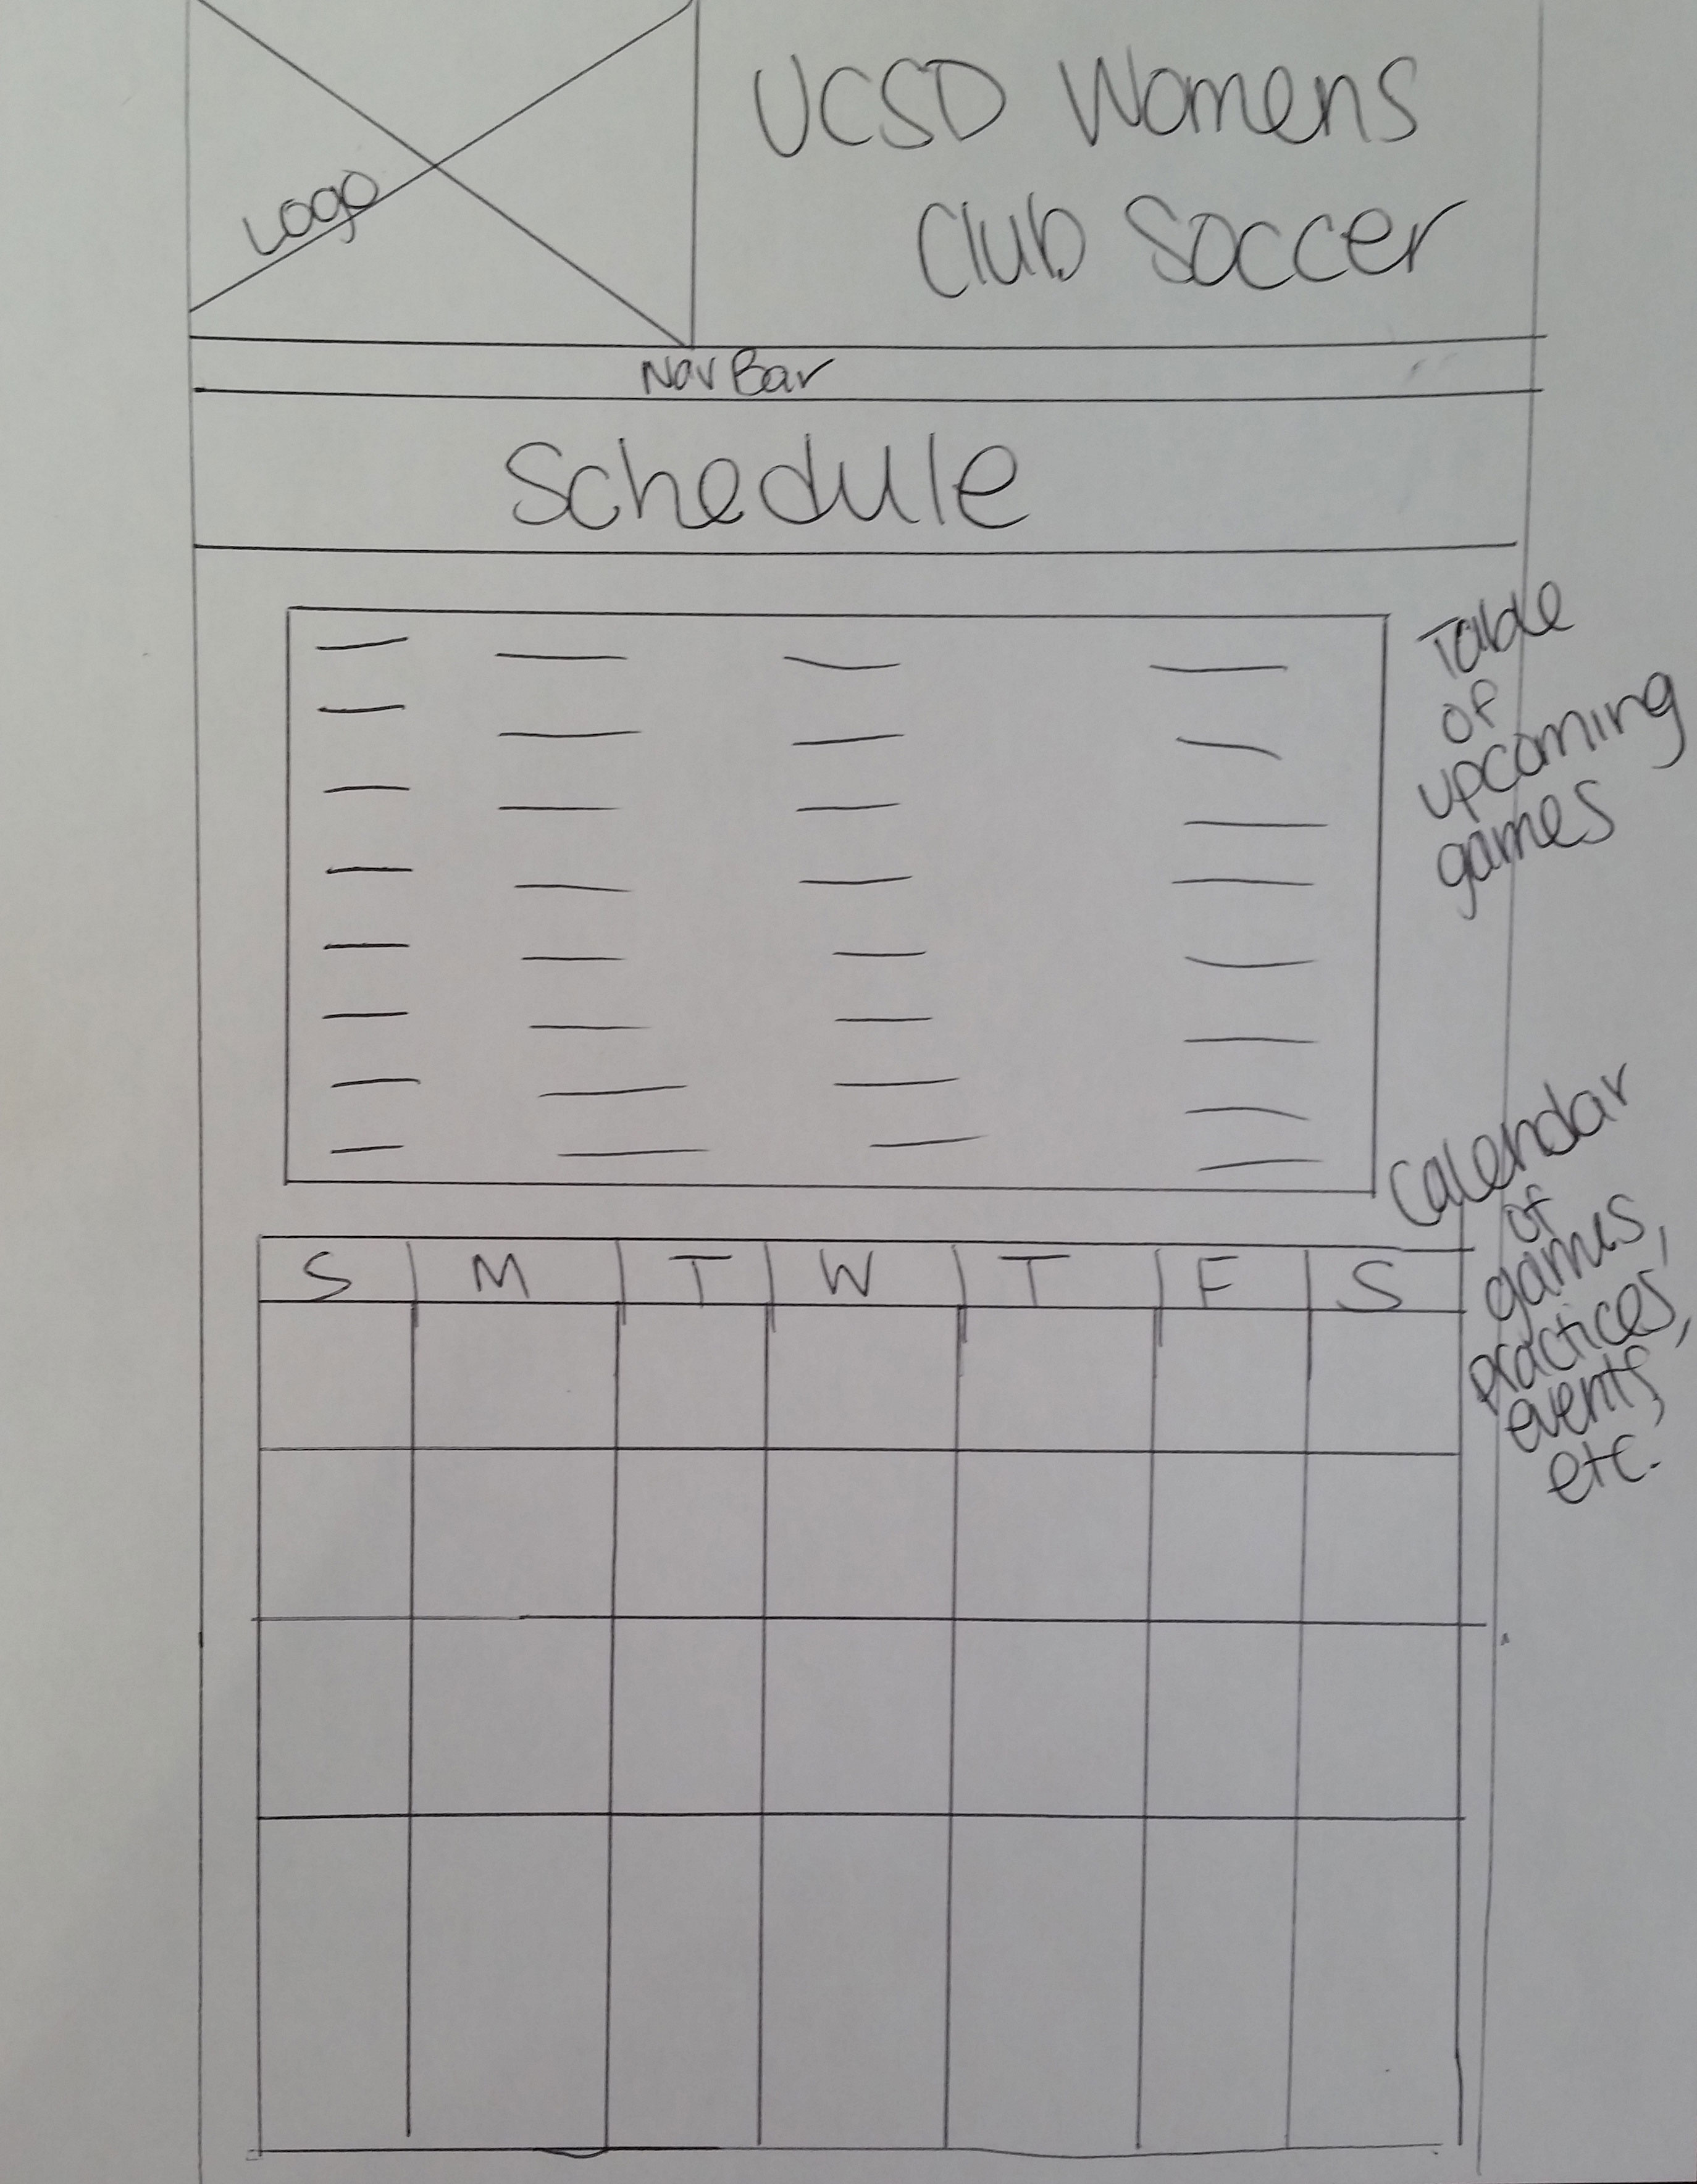 UCSD Womens
Club Soccer
Logo
Nav Bar
Schedule
Table
of
upcoming
games
Calendar
of
games,
practices,
events,
etc.
S M T W T F S